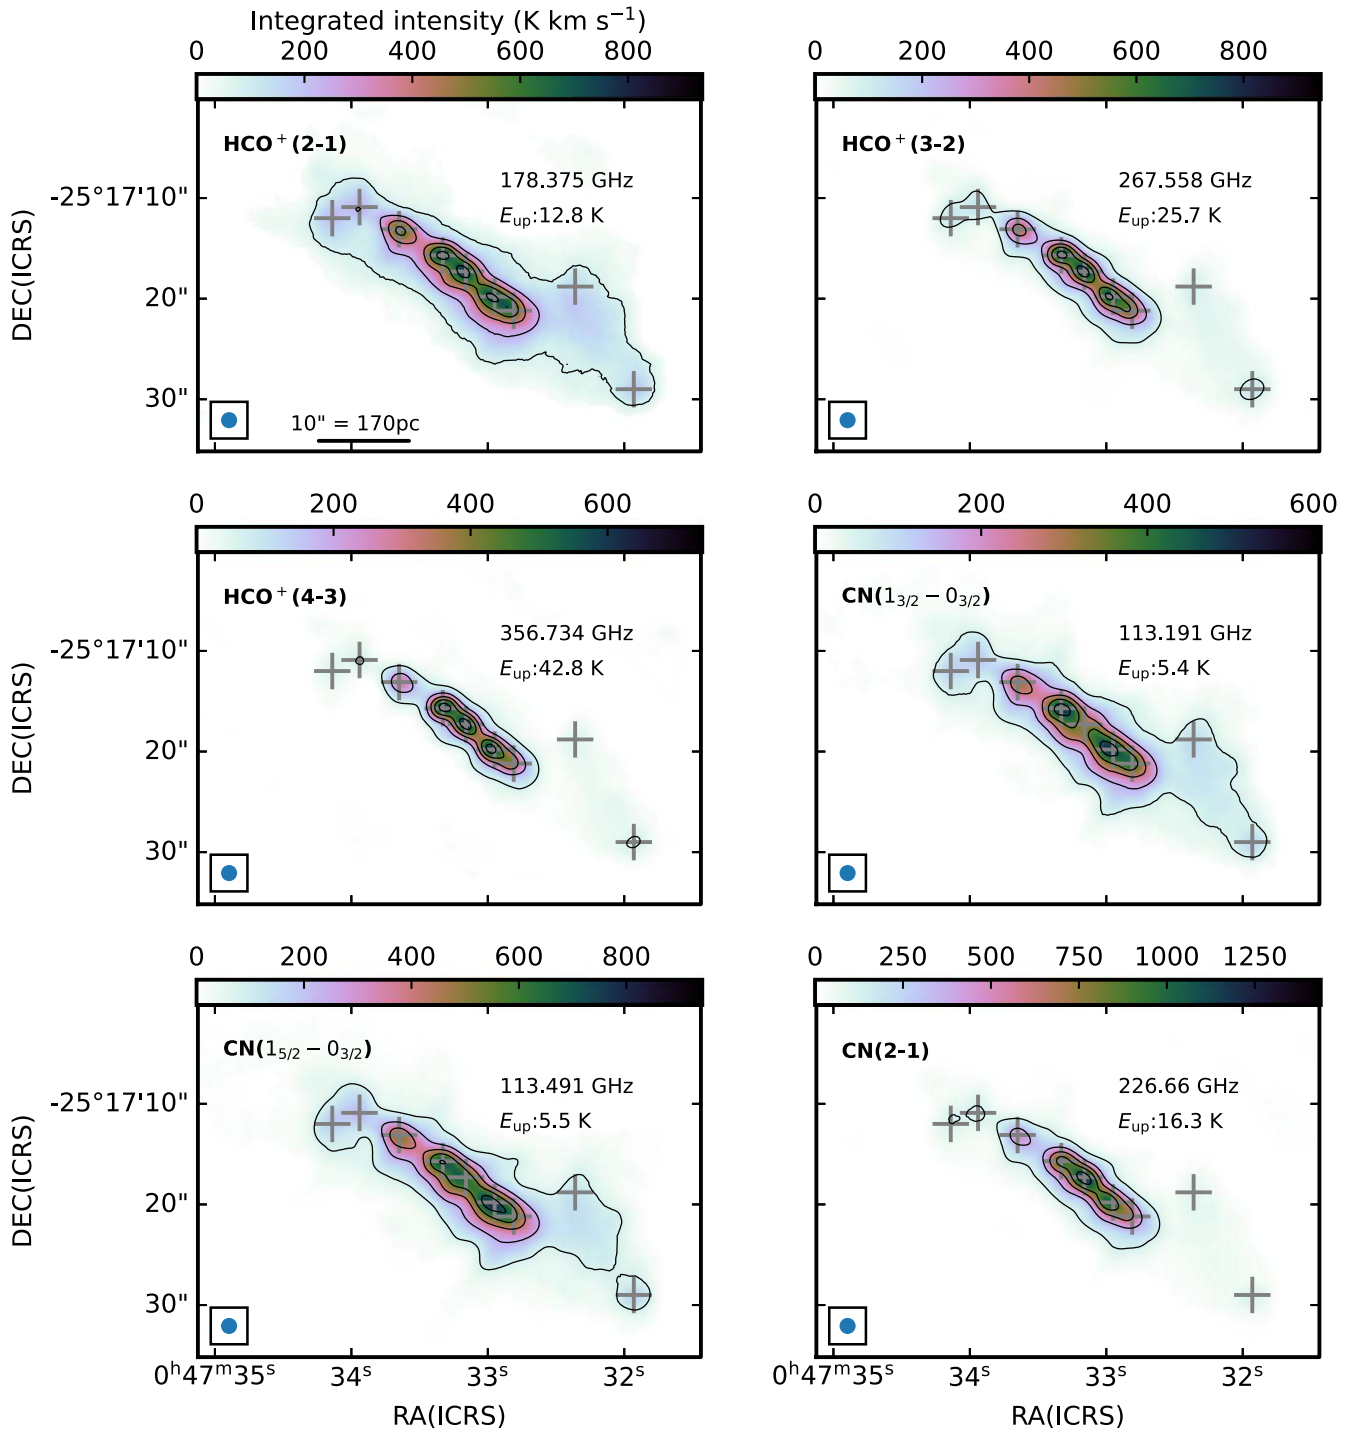 Integrated intensity (K km s⁻¹)
0 200 400 600 800
0 200 400 600 800
HCO⁺(2-1)
178.375 GHz
E_up:12.8 K
10" = 170pc
HCO⁺(3-2)
267.558 GHz
E_up:25.7 K
DEC(ICRS)
-25°17'10"
20"
30"
0 200 400 600
0 200 400 600
HCO⁺(4-3)
356.734 GHz
E_up:42.8 K
CN(1_3/2 − 0_3/2)
113.191 GHz
E_up:5.4 K
DEC(ICRS)
-25°17'10"
20"
30"
0 200 400 600 800
0 250 500 750 1000 1250
CN(1_5/2 − 0_3/2)
113.491 GHz
E_up:5.5 K
CN(2-1)
226.66 GHz
E_up:16.3 K
DEC(ICRS)
-25°17'10"
20"
30"
0ʰ47ᵐ35ˢ 34ˢ 33ˢ 32ˢ
0ʰ47ᵐ35ˢ 34ˢ 33ˢ 32ˢ
RA(ICRS)
RA(ICRS)